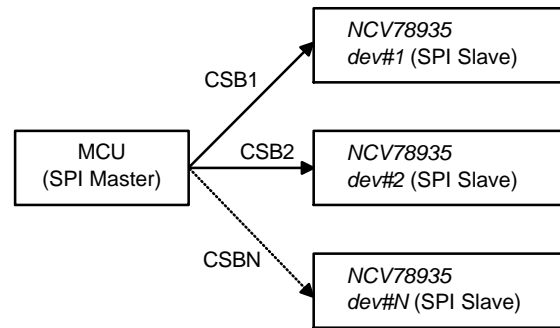 NCV78935
dev#1 (SPI Slave)
CSB1
MCU
(SPI Master)
CSB2
NCV78935
dev#2 (SPI Slave)
CSBN
NCV78935
dev#N (SPI Slave)